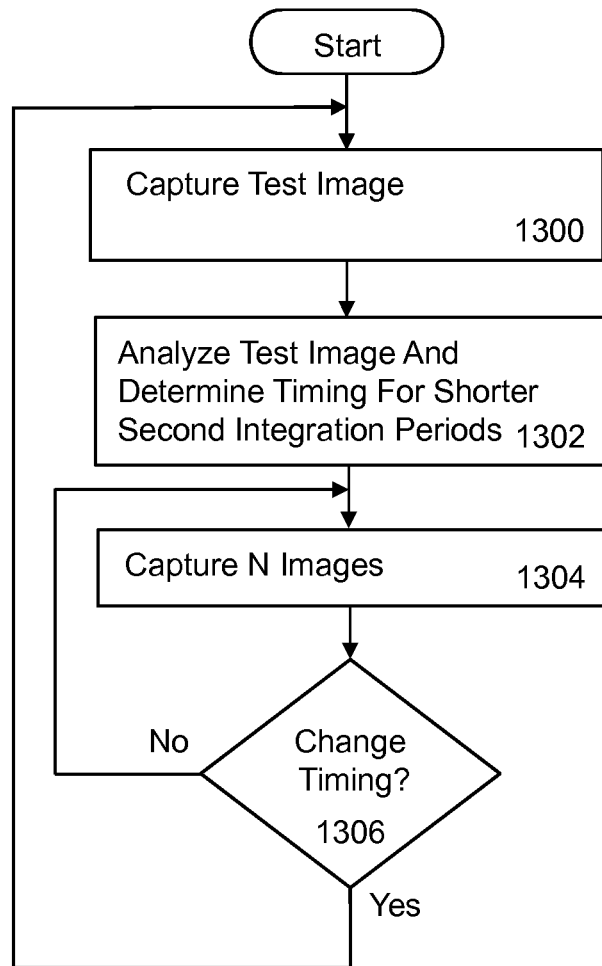 Start
Capture Test Image
1300
Analyze Test Image And
Determine Timing For Shorter
Second Integration Periods 1302
Capture N Images 1304
No
Change
Timing?
1306
Yes